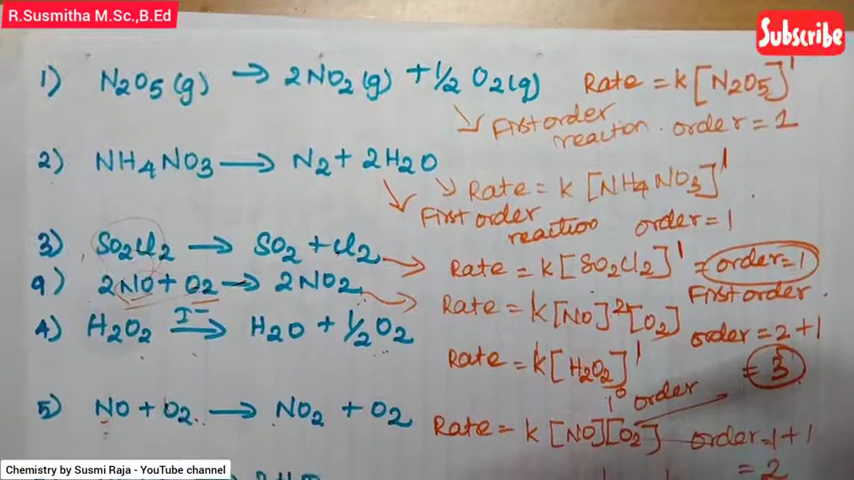 R.Susmitha M.Sc.,B.Ed
Subscribe
1) N2O5(g) → 2NO2(g) + 1/2 O2(g) Rate = k[N2O5]^1
↘ First order reaction. order = 1
2) NH4NO3 → N2 + 2H2O
↘ Rate = k [NH4NO3]^1
↘ First order reaction order = 1
3) SO2Cl2 → SO2 + Cl2 → Rate = k[SO2Cl2]^1 = order=1
First order.
9) 2NO + O2 → 2NO2 → Rate = k[NO]^2[O2] order = 2+1
= 3
4) H2O2 I⁻→ H2O + 1/2O2 Rate = k[H2O2]^1
1° order
5) NO + O2 → NO2 + O2 Rate = k [NO][O2] order=1+1
= 2
Chemistry by Susmi Raja - YouTube channel